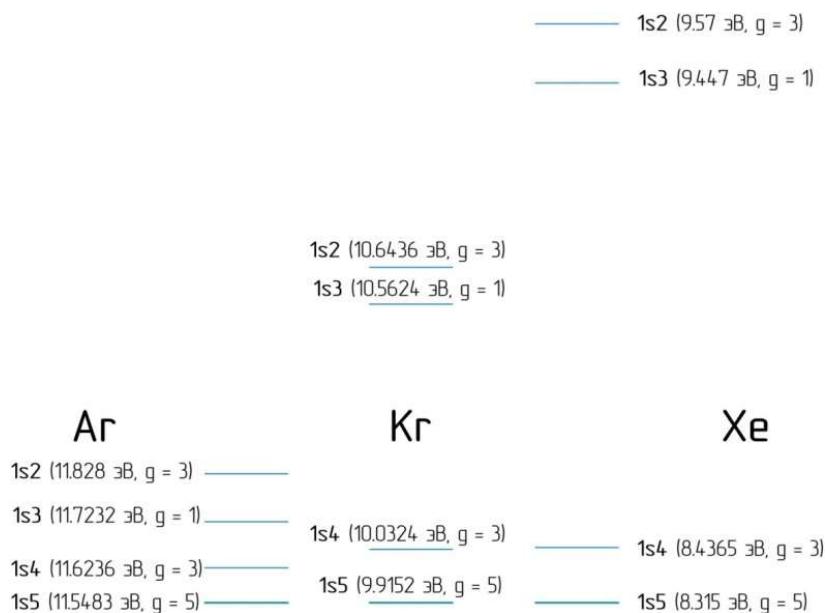 1s2 (9.57 эВ, g = 3)
1s3 (9.447 эВ, g = 1)
1s2 (10.6436 эВ, g = 3)
1s3 (10.5624 эВ, g = 1)
Ar
Kr
Xe
1s2 (11.828 эВ, g = 3)
1s3 (11.7232 эВ, g = 1)
1s4 (11.6236 эВ, g = 3)
1s5 (11.5483 эВ, g = 5)
1s4 (10.0324 эВ, g = 3)
1s5 (9.9152 эВ, g = 5)
1s4 (8.4365 эВ, g = 3)
1s5 (8.315 эВ, g = 5)